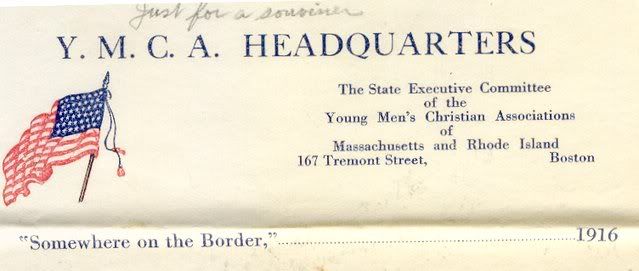 Just for a souviner
Y. M. C. A. HEADQUARTERS
The State Executive Committee
of the
Young Men's Christian Associations
of
Massachusetts and Rhode Island
167 Tremont Street, Boston
"Somewhere on the Border,"........................................1916